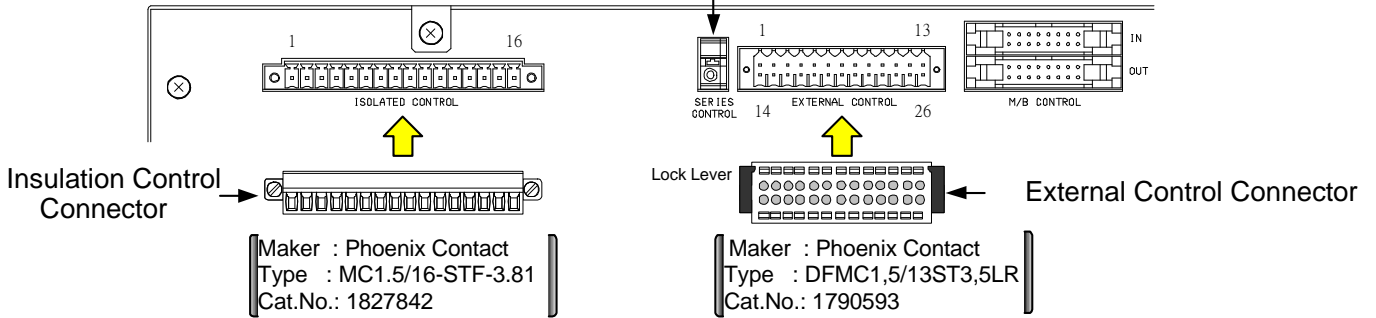 1 16
1 13
IN
OUT
ISOLATED CONTROL
SERIES
CONTROL
EXTERNAL CONTROL
M/B CONTROL
14 26
Insulation Control
Connector
Lock Lever
External Control Connector
Maker : Phoenix Contact
Type : MC1.5/16-STF-3.81
Cat.No.: 1827842
Maker : Phoenix Contact
Type : DFMC1,5/13ST3,5LR
Cat.No.: 1790593